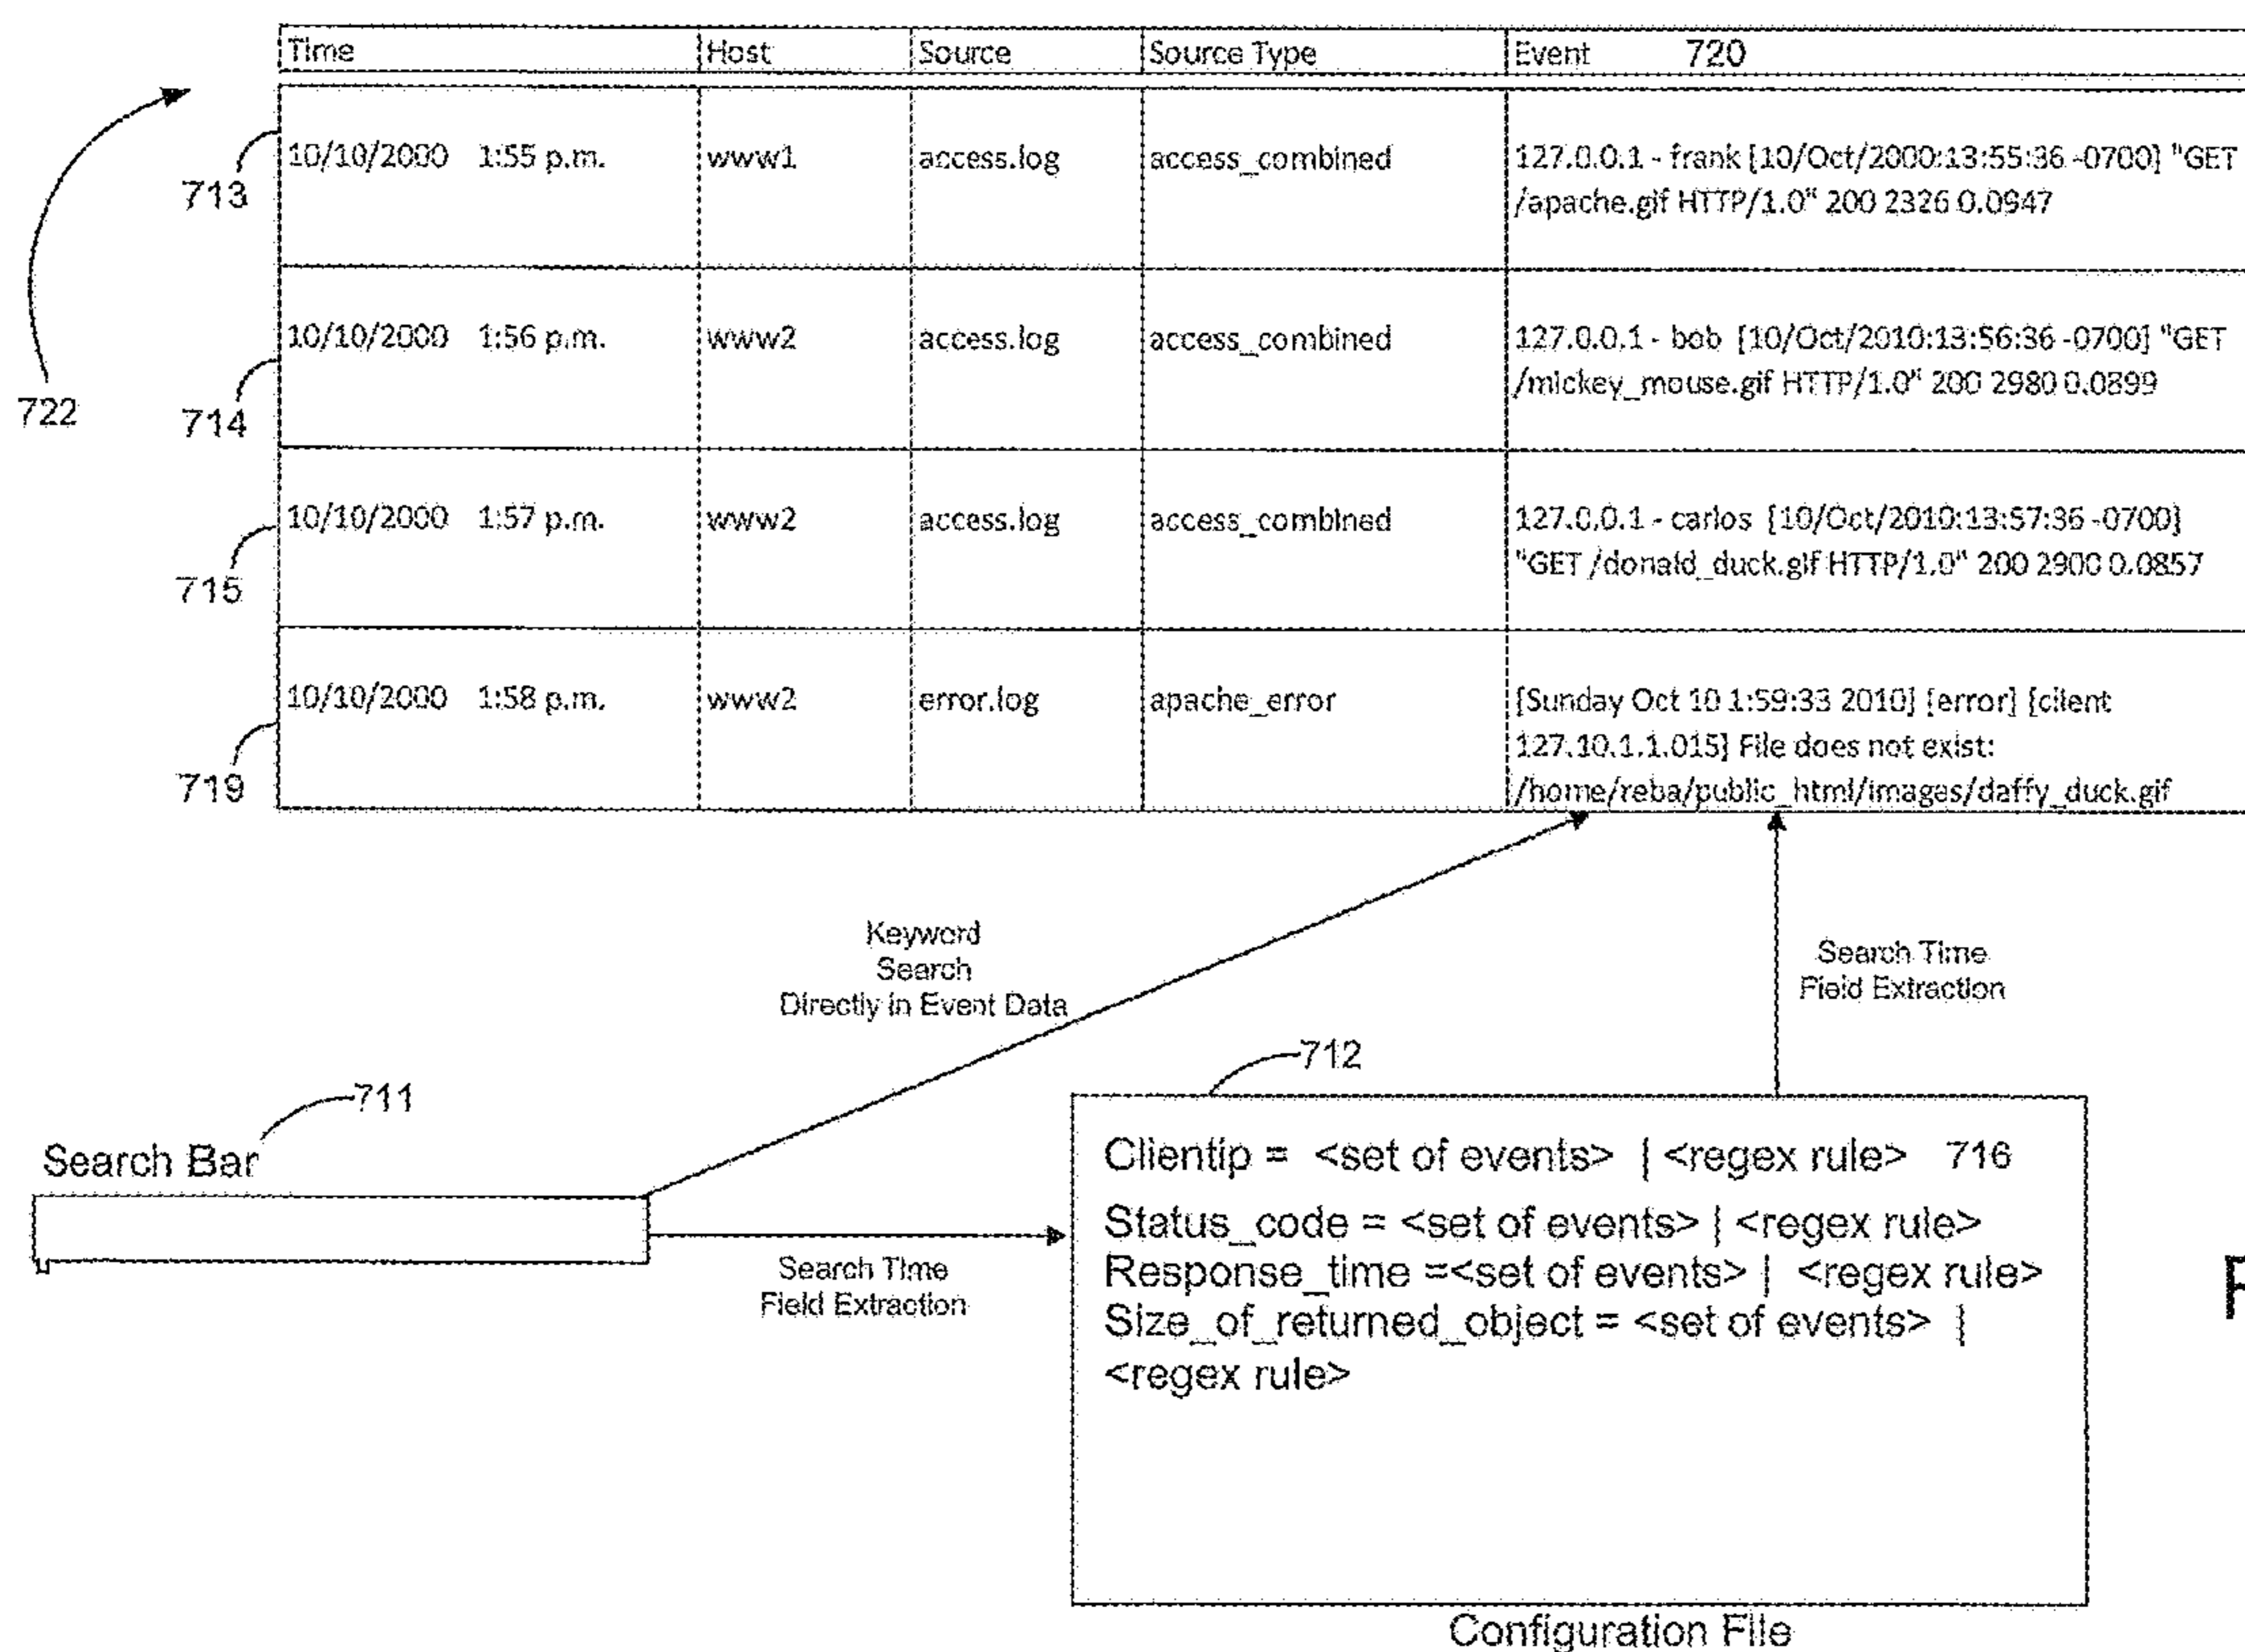 Time Host Source Source Type Event 720
713
10/10/2000 1:55 p.m. www1 access.log access_combined 127.0.0.1 - frank [10/Oct/2000:13:55:36 -0700] "GET
/apache.gif HTTP/1.0" 200 2326 0.0947
722
714
10/10/2000 1:56 p.m. www2 access.log access_combined 127.0.0.1 - bob [10/Oct/2010:13:56:36 -0700] "GET
/mickey_mouse.gif HTTP/1.0" 200 2980 0.0899
715
10/10/2000 1:57 p.m. www2 access.log access_combined 127.0.0.1 - carlos [10/Oct/2010:13:57:36 -0700]
"GET /donald_duck.gif HTTP/1.0" 200 2900 0.0857
719
10/10/2000 1:58 p.m. www2 error.log apache_error [Sunday Oct 10 1:59:33 2010] [error] [client
127.10.1.1.015] File does not exist:
/home/reba/public_html/images/daffy_duck.gif
Keyword
Search
Directly in Event Data
Search Time
Field Extraction
712
711
Search Bar
Search Time
Field Extraction
Clientip = <set of events> | <regex rule> 716
Status_code = <set of events> | <regex rule>
Response_time =<set of events> | <regex rule>
Size_of_returned_object = <set of events> |
<regex rule>
Configuration File